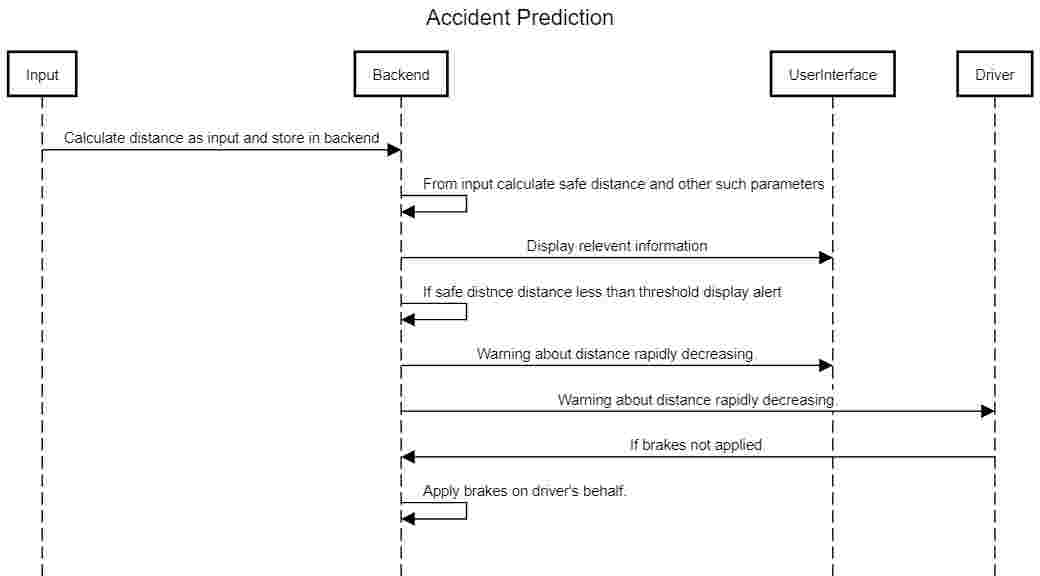 Accident Prediction
Input
Backend
UserInterface
Driver
Calculate distance as input and store in backend
From input calculate safe distance and other such parameters
Display relevent information
If safe distnce distance less than threshold display alert
Warning about distance rapidly decreasing
Warning about distance rapidly decreasing
If brakes not applied
Apply brakes on driver's behalf.